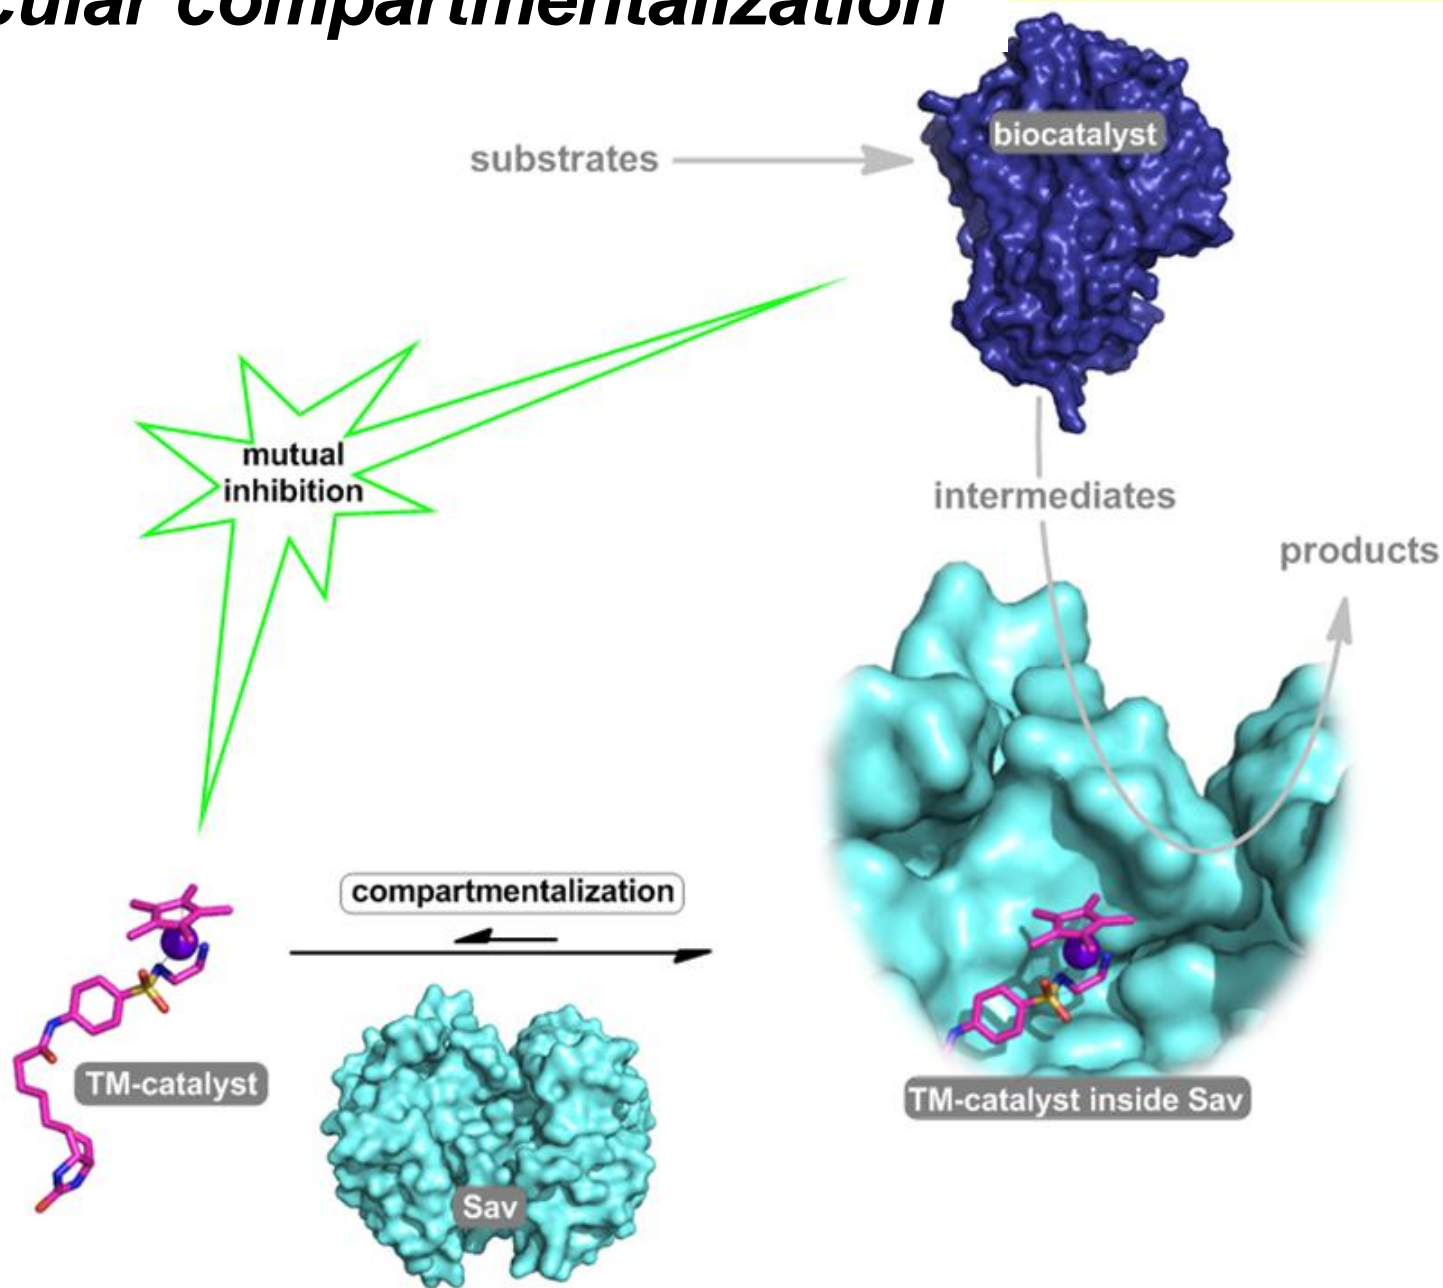 cular compartmentalization
biocatalyst
substrates
mutual
inhibition
intermediates
products
compartmentalization
TM-catalyst
Sav
TM-catalyst inside Sav